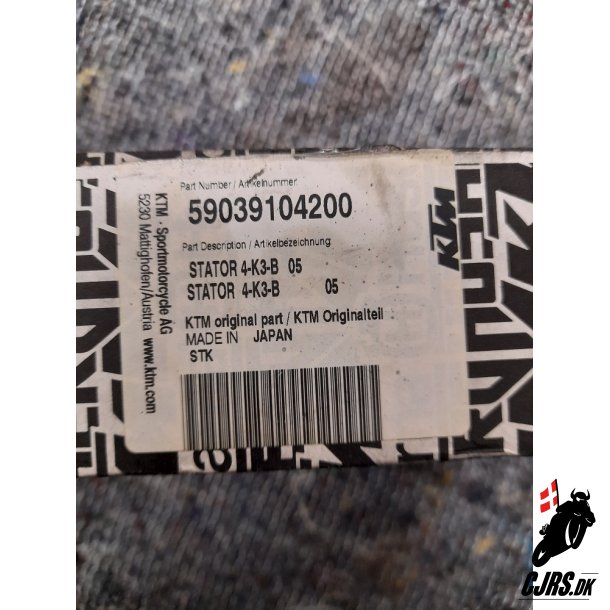 Part Number / Artikelnummer
59039104200
Part Description / Artikelbezeichnung
STATOR 4-K3-B 05
STATOR 4-K3-B 05
KTM original part / KTM Originalteil
MADE IN JAPAN
STK
KTM - Sportmotorcycle AG
5230 Mattighofen/Austria www.ktm.com
KTM
CJRS.DK